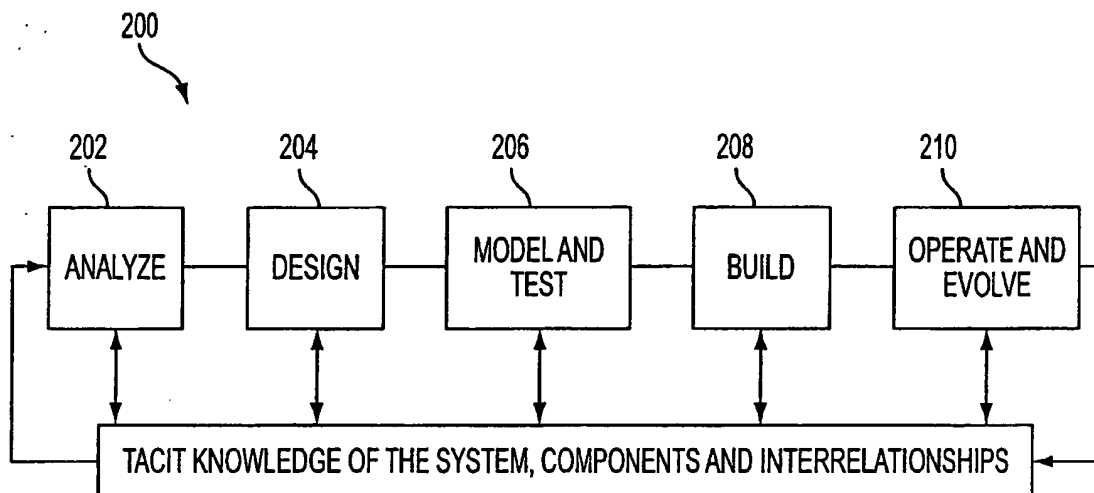 200
202
204
206
208
210
ANALYZE
DESIGN
MODEL AND
TEST
BUILD
OPERATE AND
EVOLVE
TACIT KNOWLEDGE OF THE SYSTEM, COMPONENTS AND INTERRELATIONSHIPS